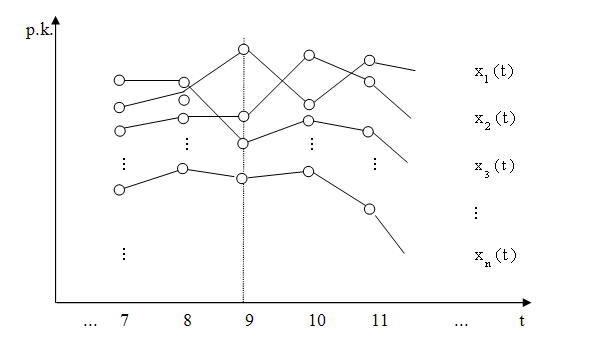 p.k.
x1(t)
x2(t)
⋮ ⋮
x3(t)
⋮ ⋮
⋮
xn(t)
⋮
... 7 8 9 10 11 ... t